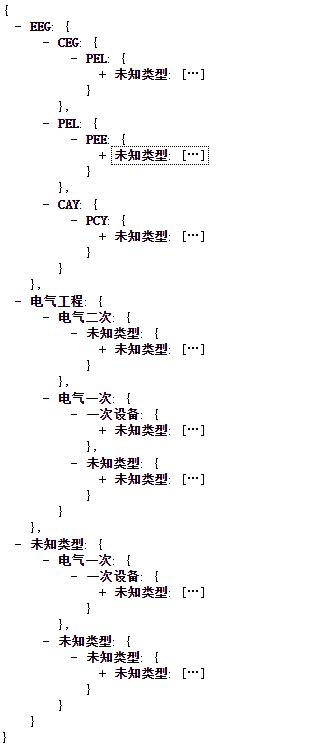 {
- EEG: {
- CEG: {
- PEL: {
+ 未知类型: […]
}
},
- PEL: {
- PEE: {
+ 未知类型: […]
}
},
- CAY: {
- PCY: {
+ 未知类型: […]
}
}
},
- 电气工程: {
- 电气二次: {
- 未知类型: {
+ 未知类型: […]
}
},
- 电气一次: {
- 一次设备: {
+ 未知类型: […]
},
- 未知类型: {
+ 未知类型: […]
}
}
},
- 未知类型: {
- 电气一次: {
- 一次设备: {
+ 未知类型: […]
}
},
- 未知类型: {
- 未知类型: {
+ 未知类型: […]
}
}
}
}